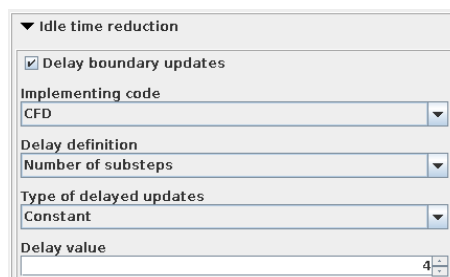 Idle time reduction
Delay boundary updates
Implementing code
CFD
Delay definition
Number of substeps
Type of delayed updates
Constant
Delay value
4